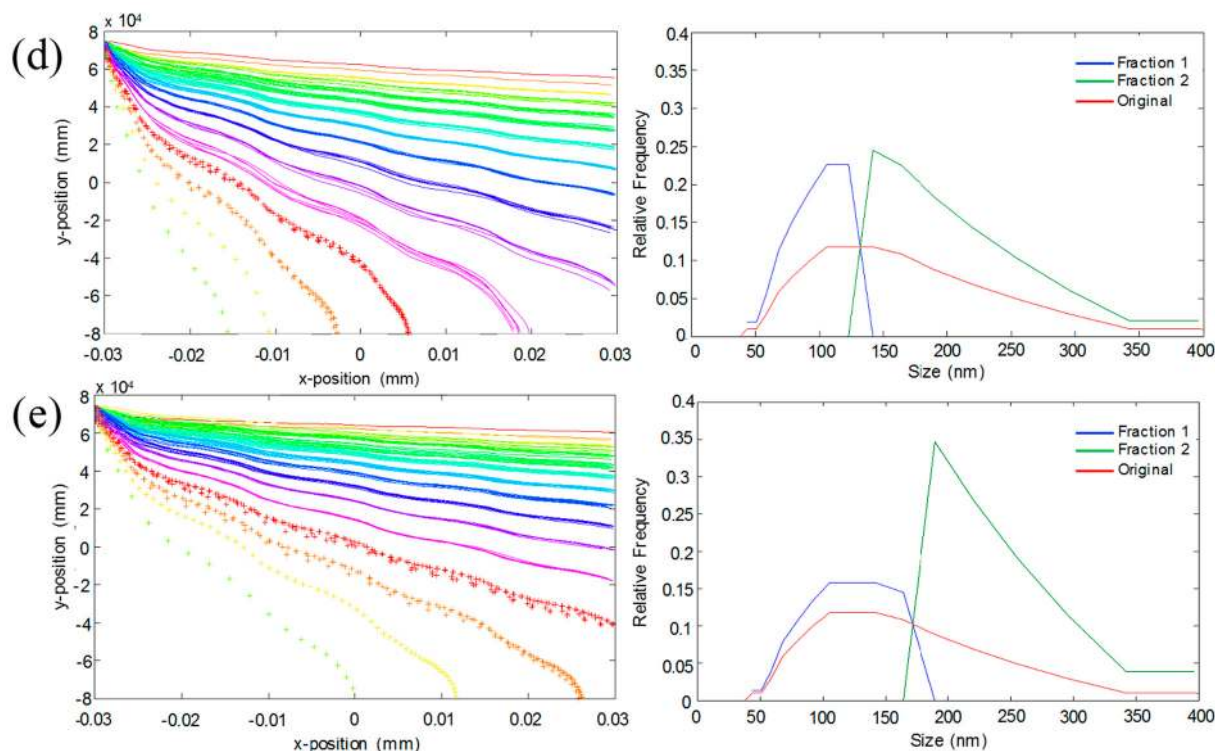 (d)
x 10⁴
8
6
4
2
0
-2
-4
-6
-8
y-position (mm)
-0.03 -0.02 -0.01 0 0.01 0.02 0.03
x-position (mm)
0.4
0.35
0.3
0.25
0.2
0.15
0.1
0.05
0
Relative Frequency
Fraction 1
Fraction 2
Original
0 50 100 150 200 250 300 350 400
Size (nm)
(e)
x 10⁴
8
6
4
2
0
-2
-4
-6
-8
y-position (mm)
-0.03 -0.02 -0.01 0 0.01 0.02 0.03
x-position (mm)
0.4
0.35
0.3
0.25
0.2
0.15
0.1
0.05
0
Relative Frequency
Fraction 1
Fraction 2
Original
0 50 100 150 200 250 300 350 400
Size (nm)